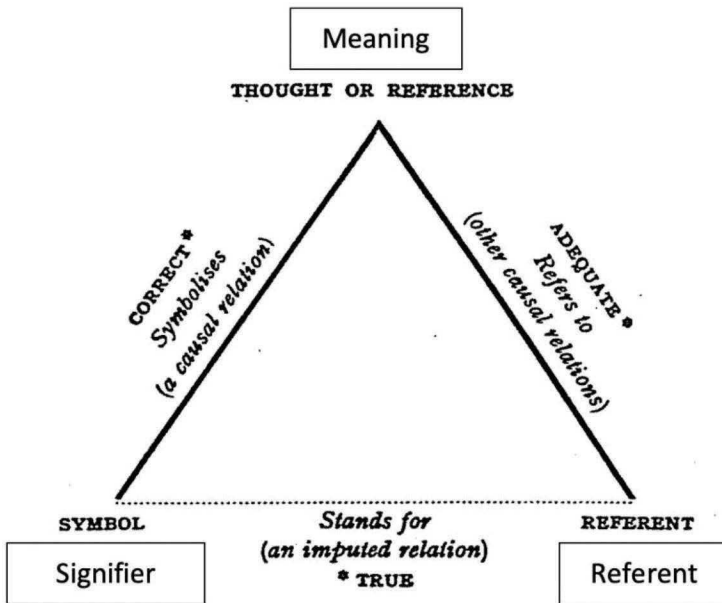 Meaning
THOUGHT OR REFERENCE
CORRECT*
Symbolises
(a causal relation)
ADEQUATE*
Refers to
(other causal relations)
SYMBOL
Stands for
(an imputed relation)
* TRUE
REFERENT
Signifier
Referent